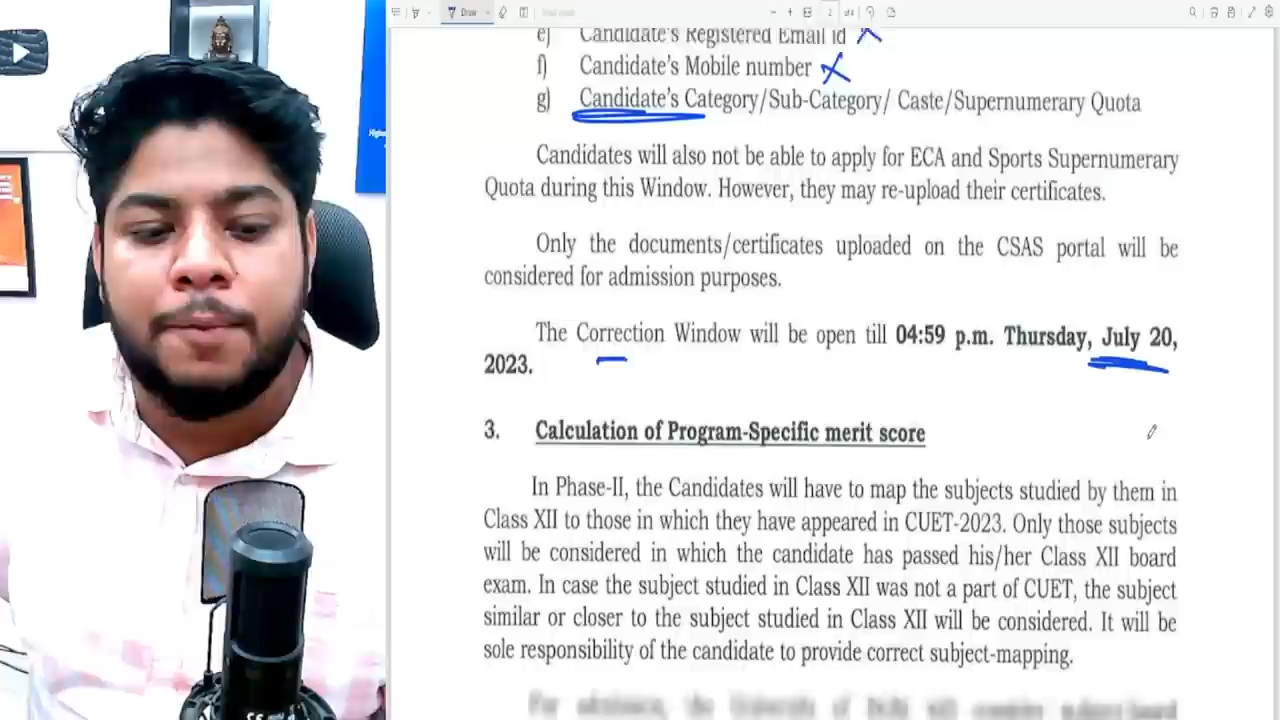 Draw
2 of 4
e) Candidate's Registered Email id
f) Candidate's Mobile number
g) Candidate's Category/Sub-Category/ Caste/Supernumerary Quota
Candidates will also not be able to apply for ECA and Sports Supernumerary
Quota during this Window. However, they may re-upload their certificates.
Only the documents/certificates uploaded on the CSAS portal will be
considered for admission purposes.
The Correction Window will be open till 04:59 p.m. Thursday, July 20,
2023.
3. Calculation of Program-Specific merit score
In Phase-II, the Candidates will have to map the subjects studied by them in
Class XII to those in which they have appeared in CUET-2023. Only those subjects
will be considered in which the candidate has passed his/her Class XII board
exam. In case the subject studied in Class XII was not a part of CUET, the subject
similar or closer to the subject studied in Class XII will be considered. It will be
sole responsibility of the candidate to provide correct subject-mapping.